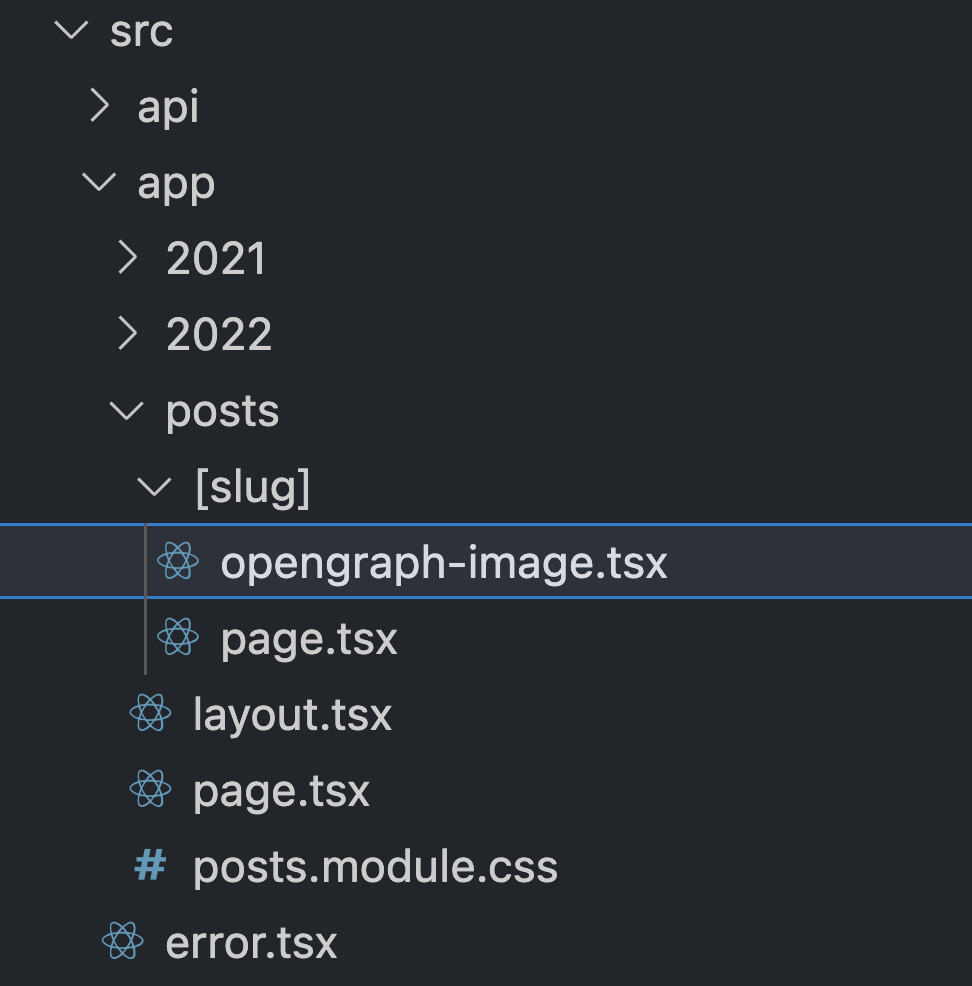 src
api
app
2021
2022
posts
[slug]
opengraph-image.tsx
page.tsx
layout.tsx
page.tsx
# posts.module.css
error.tsx